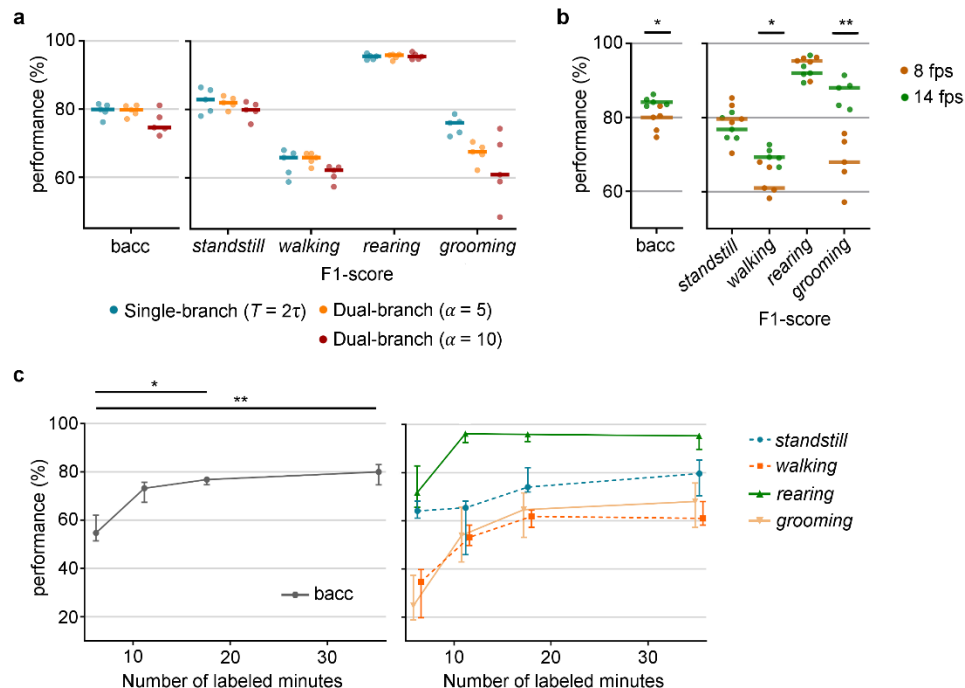 a
performance (%)
100
80
60
bacc
standstill
walking
rearing
grooming
F1-score
Single-branch (T = 2τ)
Dual-branch (α = 5)
Dual-branch (α = 10)
b
performance (%)
100
80
60
*
*
**
bacc
standstill
walking
rearing
grooming
F1-score
8 fps
14 fps
c
*
**
performance (%)
100
80
60
40
20
bacc
10
20
30
Number of labeled minutes
10
20
30
Number of labeled minutes
standstill
walking
rearing
grooming